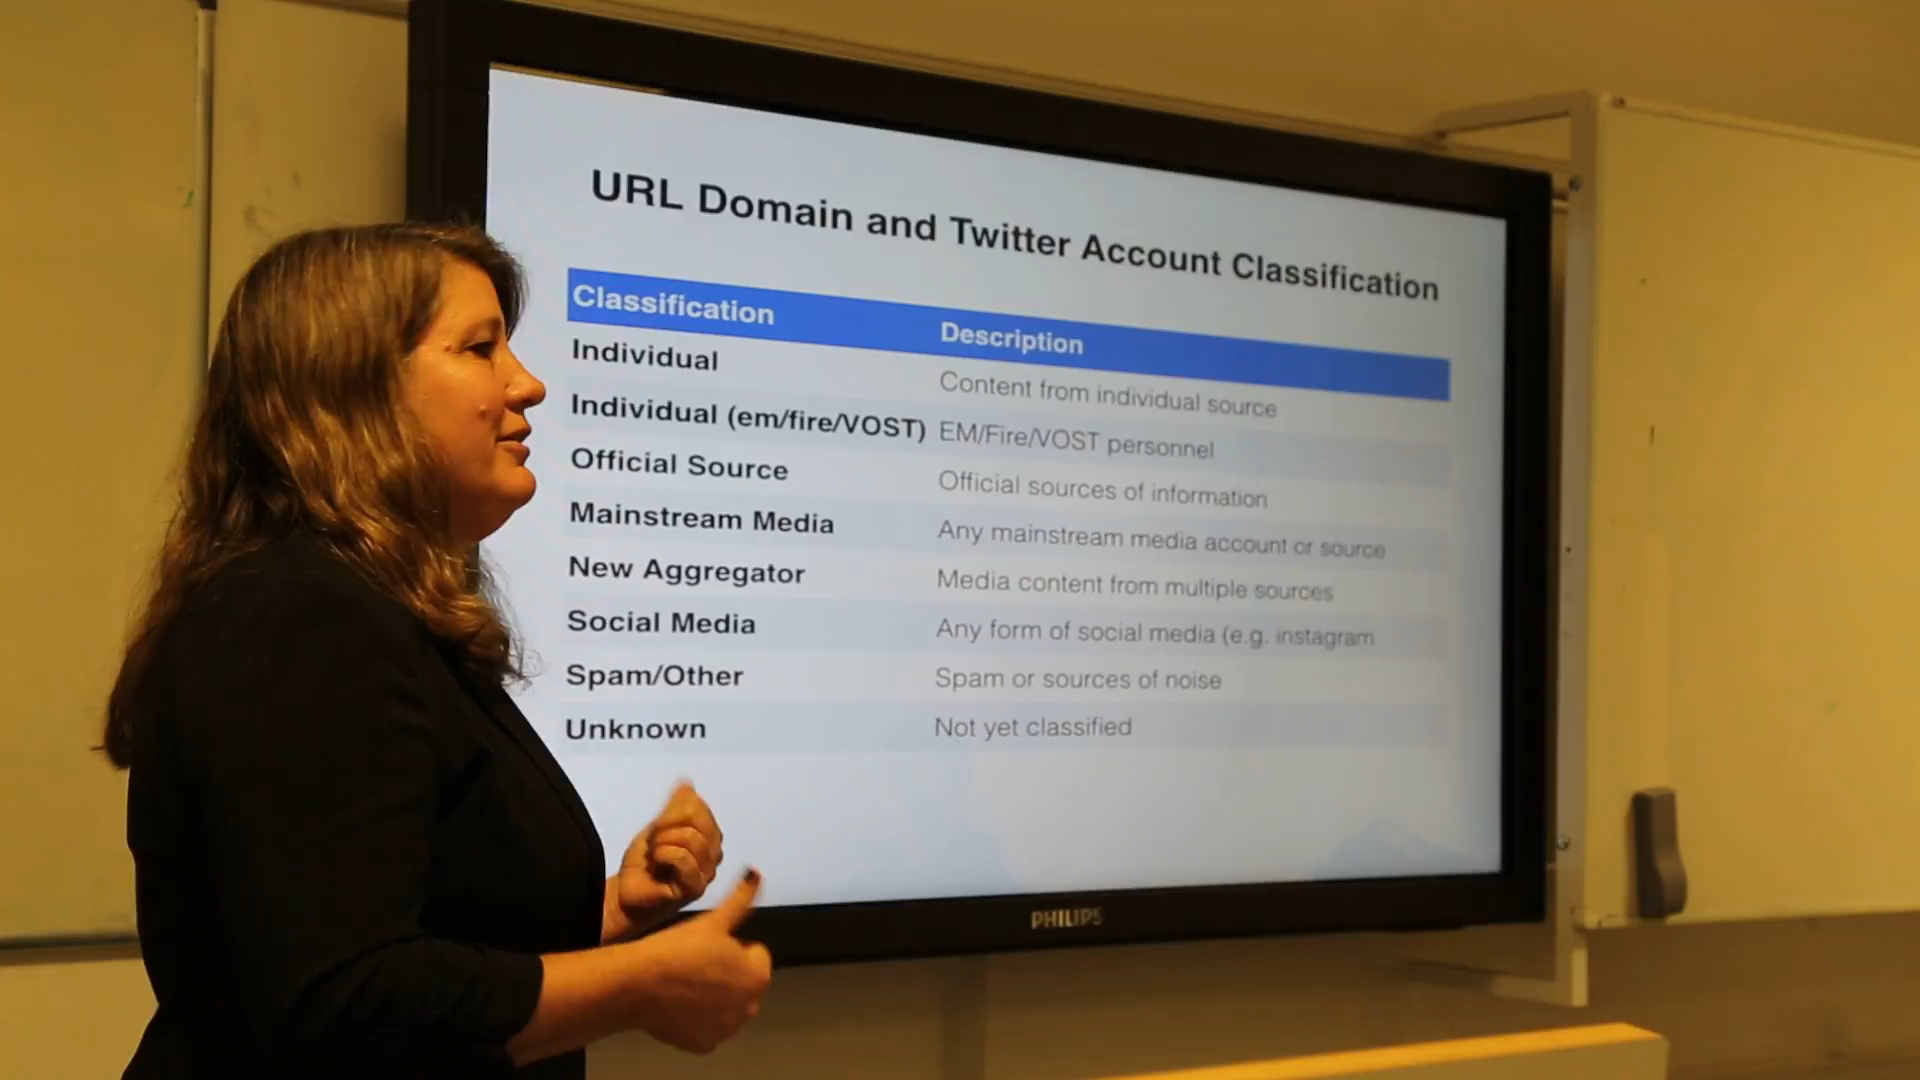 URL Domain and Twitter Account Classification
Classification Description
Individual Content from individual source
Individual (em/fire/VOST) EM/Fire/VOST personnel
Official Source Official sources of information
Mainstream Media Any mainstream media account or source
New Aggregator Media content from multiple sources
Social Media Any form of social media (e.g. instagram
Spam/Other Spam or sources of noise
Unknown Not yet classified
PHILIPS